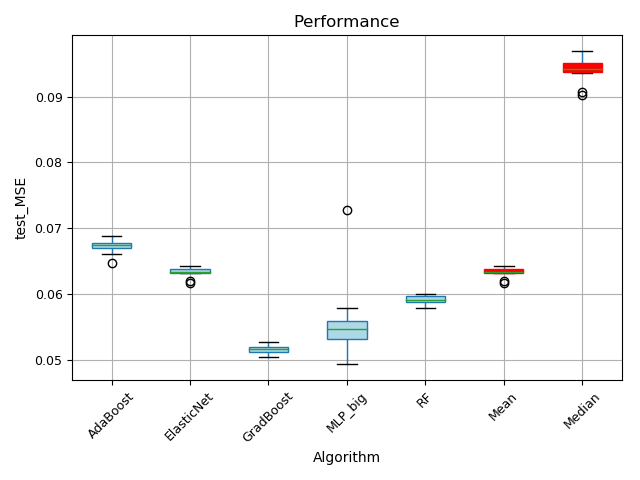 Performance
0.09
0.08
0.07
0.06
0.05
test_MSE
AdaBoost
ElasticNet
GradBoost
MLP_big
RF
Mean
Median
Algorithm